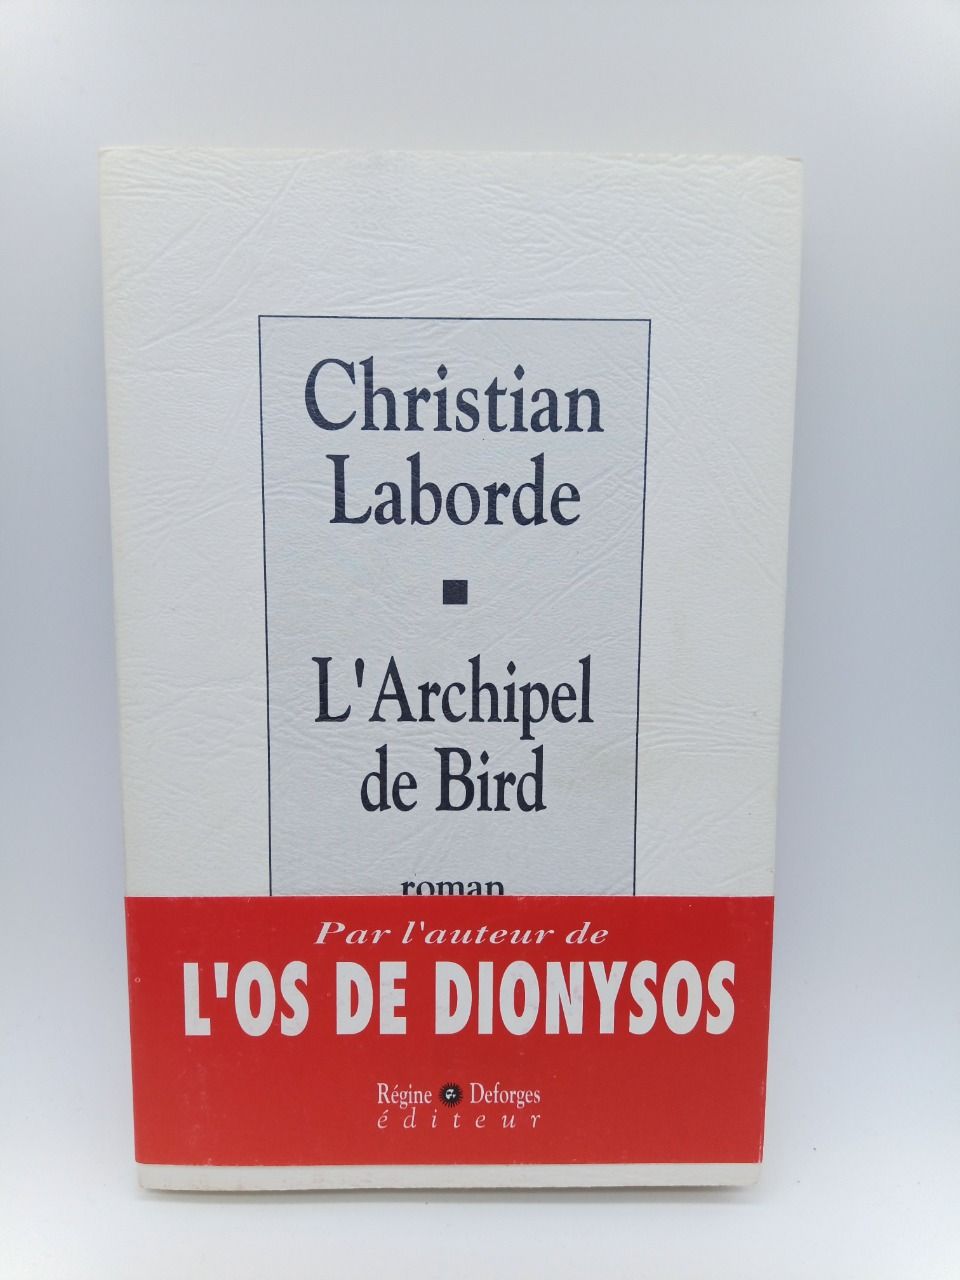 Christian
Laborde
L'Archipel
de Bird
roman
Par l'auteur de
L'OS DE DIONYSOS
Régine Deforges
éditeur